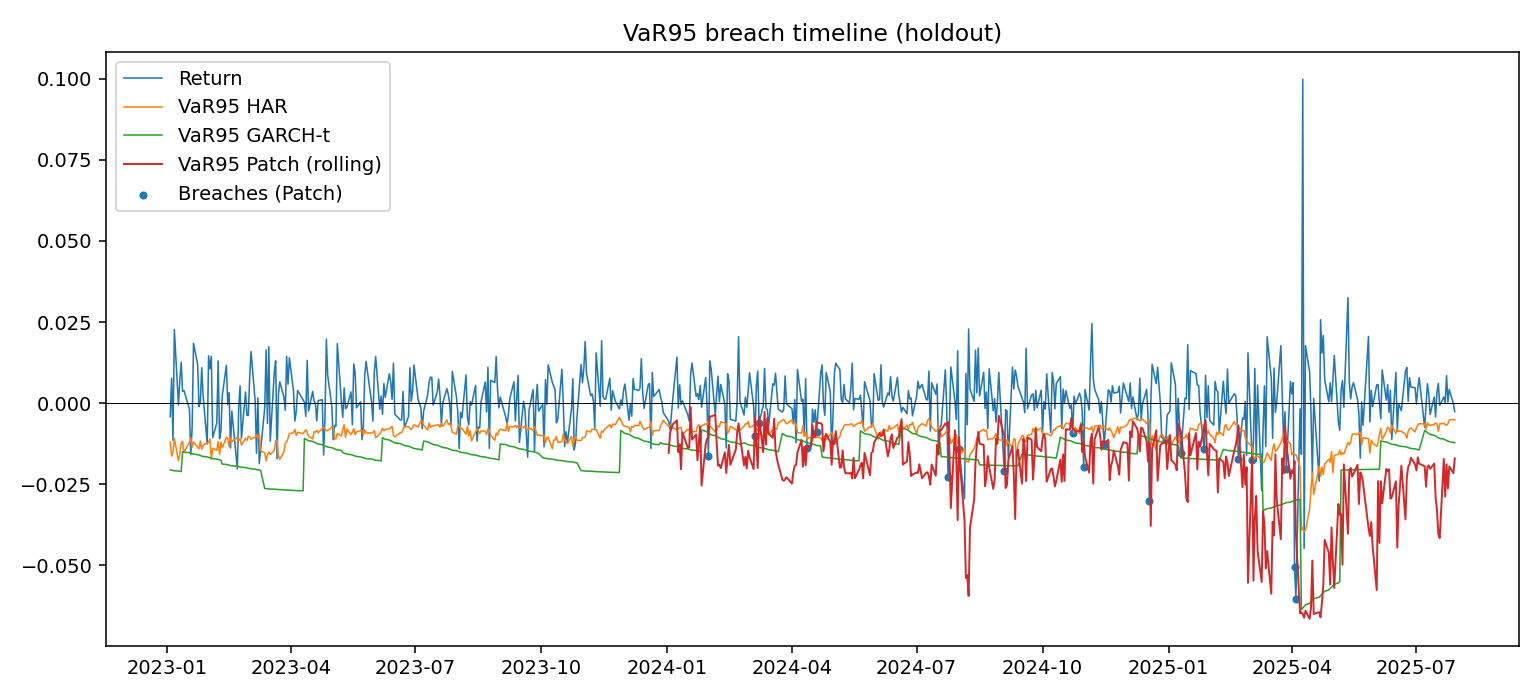 VaR95 breach timeline (holdout)
Return
VaR95 HAR
VaR95 GARCH-t
VaR95 Patch (rolling)
Breaches (Patch)
0.100
0.075
0.050
0.025
0.000
−0.025
−0.050
2023-01 2023-04 2023-07 2023-10 2024-01 2024-04 2024-07 2024-10 2025-01 2025-04 2025-07